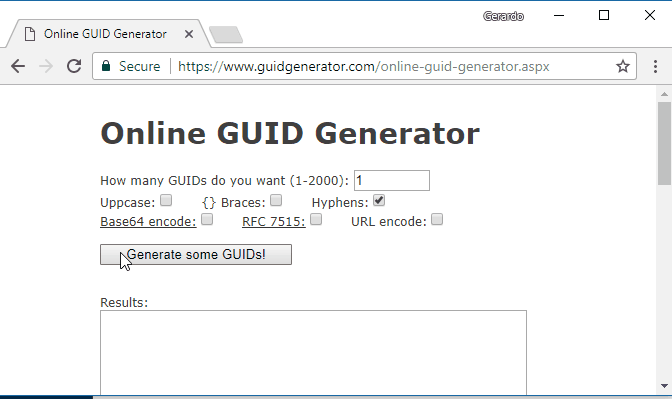 Gerardo
Online GUID Generator
Secure https://www.guidgenerator.com/online-guid-generator.aspx
Online GUID Generator
How many GUIDs do you want (1-2000): 1
Uppcase: {} Braces: Hyphens:
Base64 encode: RFC 7515: URL encode:
Generate some GUIDs!
Results: